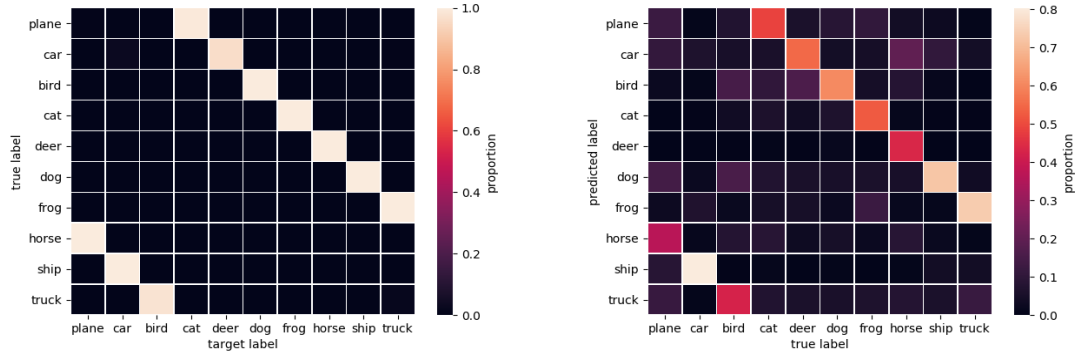 plane
car
bird
cat
deer
dog
frog
horse
ship
truck
true label
plane car bird cat deer dog frog horse ship truck
target label
1.0
0.8
0.6
0.4
0.2
0.0
proportion
plane
car
bird
cat
deer
dog
frog
horse
ship
truck
predicted label
plane car bird cat deer dog frog horse ship truck
true label
0.8
0.7
0.6
0.5
0.4
0.3
0.2
0.1
0.0
proportion